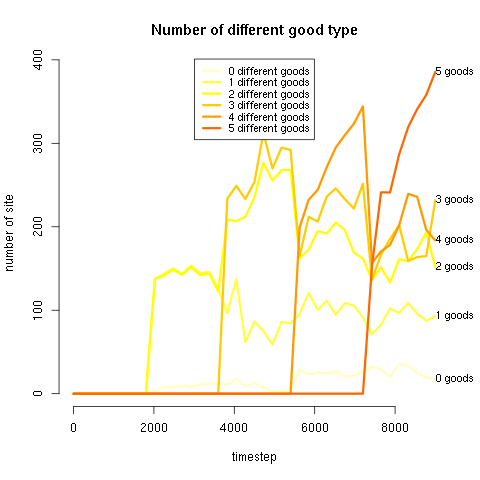 Number of different good type
0 different goods
1 different goods
2 different goods
3 different goods
4 different goods
5 different goods
number of site
400
300
200
100
0
5 goods
3 goods
4 goods
2 goods
1 goods
0 goods
0 2000 4000 6000 8000
timestep